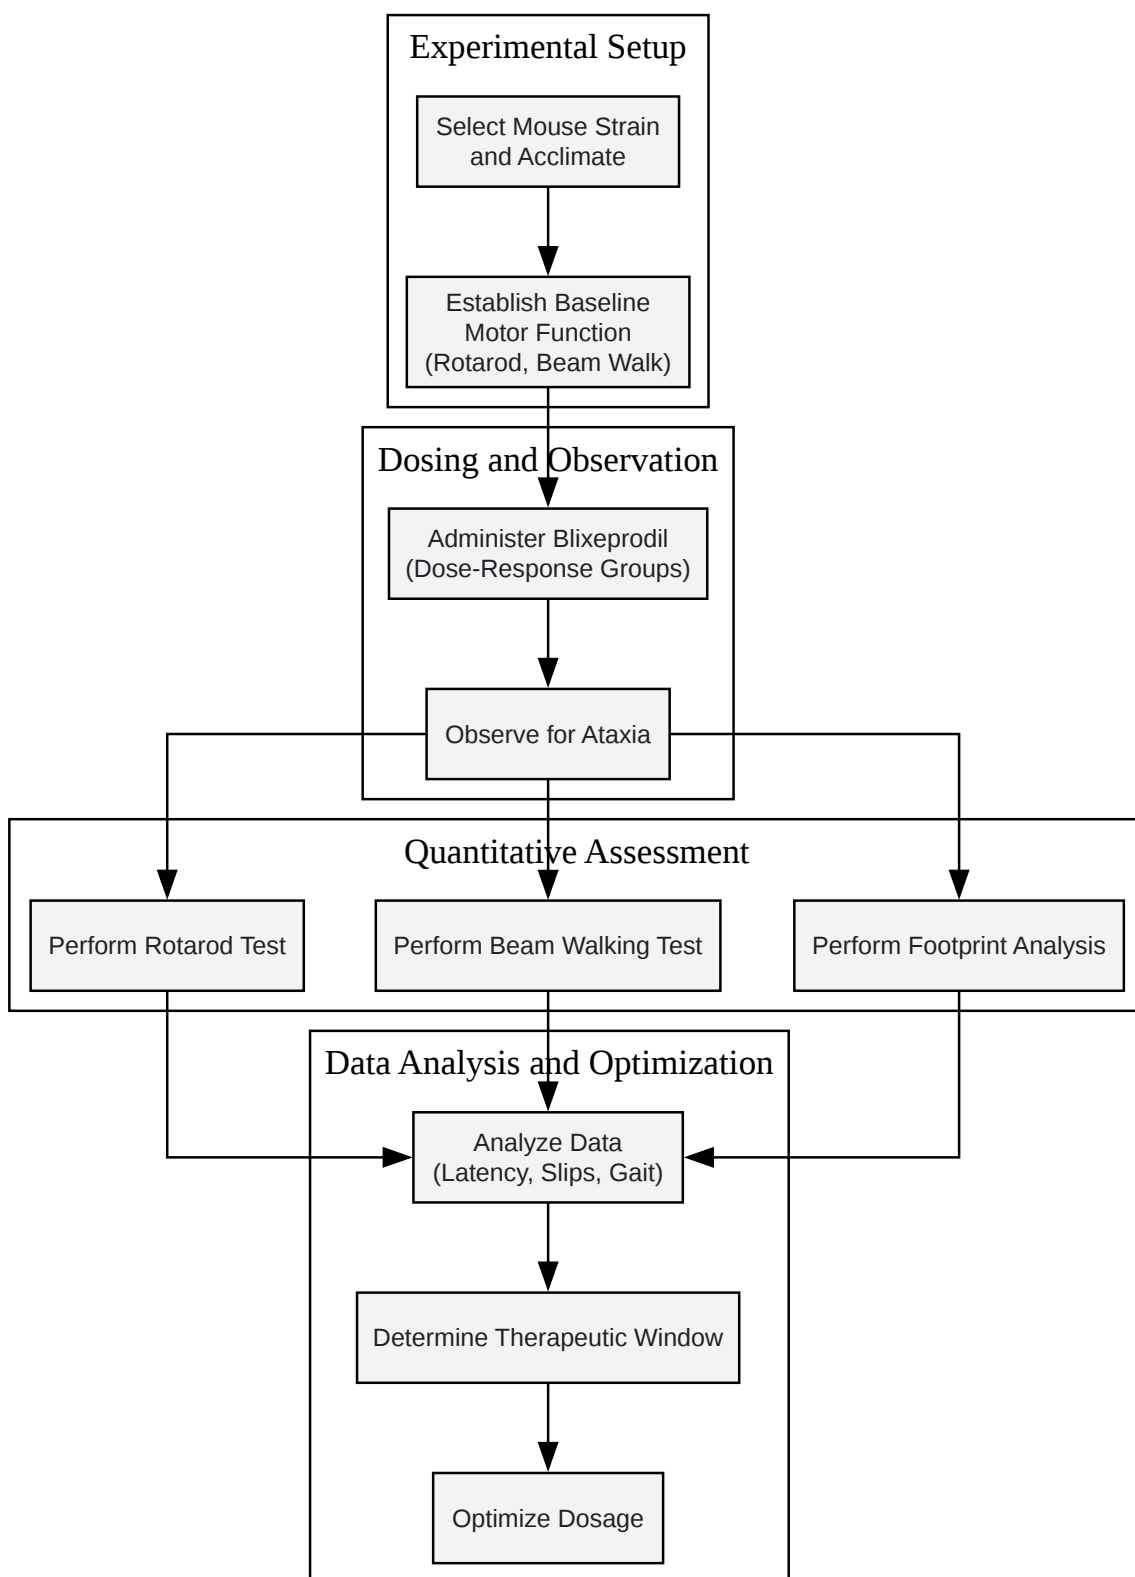 Experimental Setup
Select Mouse Strain
and Acclimate
Establish Baseline
Motor Function
(Rotarod, Beam Walk)
Dosing and Observation
Administer Blixeprodil
(Dose-Response Groups)
Observe for Ataxia
Quantitative Assessment
Perform Rotarod Test
Perform Beam Walking Test
Perform Footprint Analysis
Data Analysis and Optimization
Analyze Data
(Latency, Slips, Gait)
Determine Therapeutic Window
Optimize Dosage